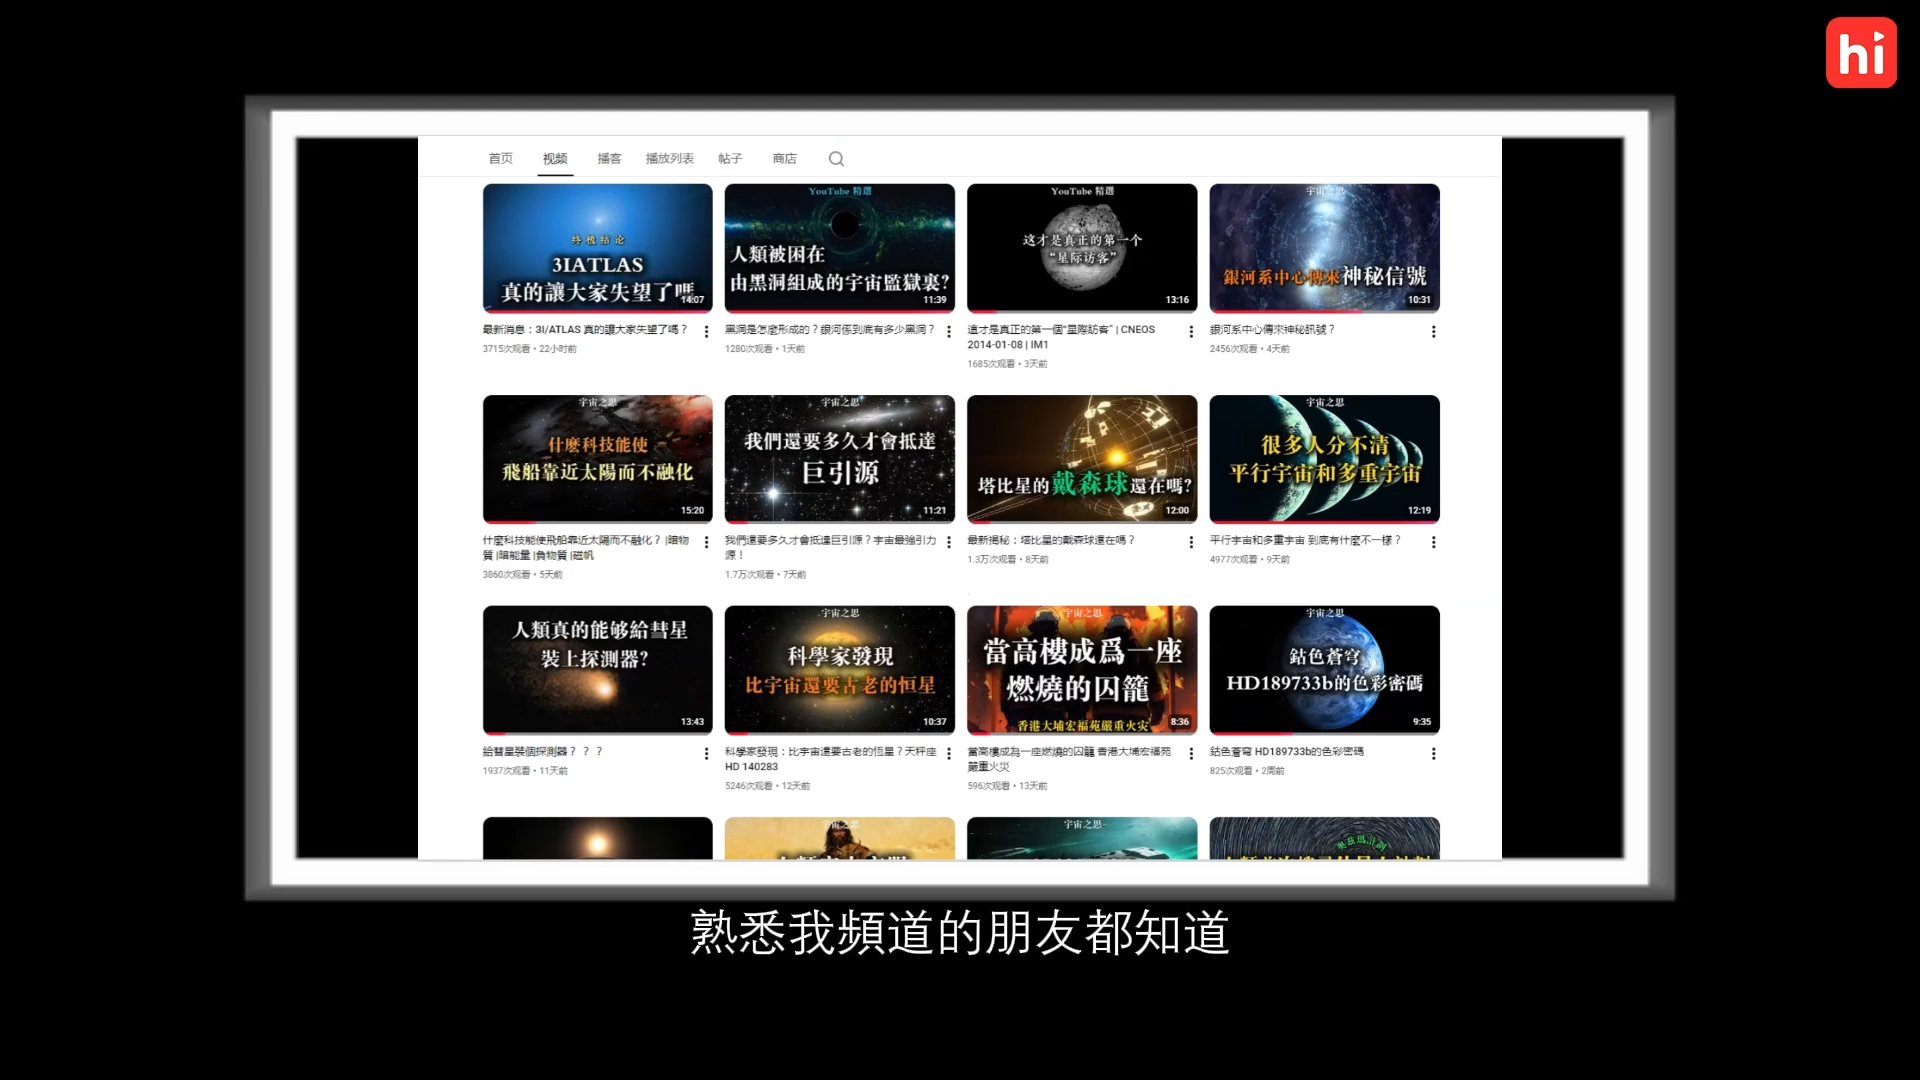 hi
首页 视频 播客 播放列表 帖子 商店
终极结论
3IATLAS
真的讓大家失望了嗎
14:07
最新消息：3I/ATLAS 真的讓大家失望了嗎？
3715次观看・22小时前
YouTube 精選
人類被困在
由黑洞組成的宇宙監獄裏?
11:39
黑洞是怎麼形成的？銀河係到底有多少黑洞？
1280次观看・1天前
YouTube 精選
这才是真正的第一个
“星际访客”
13:16
這才是真正的第一個“星際訪客” | CNEOS
2014-01-08 | IM1
1685次观看・3天前
宇宙之思
銀河系中心傳來神秘信號
10:31
銀河系中心傳來神秘訊號？
2456次观看・4天前
宇宙之思
什麽科技能使
飛船靠近太陽而不融化
15:20
什麼科技能使飛船靠近太陽而不融化？ |暗物
質 |暗能量 |負物質 |磁帆
3860次观看・5天前
宇宙之思
我們還要多久才會抵達
巨引源
11:21
我們還要多久才會抵達巨引源？宇宙最強引力
源！
1.7万次观看・7天前
塔比星的戴森球還在嗎?
12:00
最新揭秘：塔比星的戴森球還在嗎？
1.3万次观看・8天前
宇宙之思
很多人分不清
平行宇宙和多重宇宙
12:19
平行宇宙和多重宇宙 到底有什麼不一樣？
4977次观看・9天前
人類真的能够給彗星
裝上探測器?
13:43
給彗星裝個探測器？ ？ ？
1937次观看・11天前
宇宙之思
科學家發現
比宇宙還要古老的恒星
10:37
科學家發現：比宇宙還要古老的恆星？天秤座
HD 140283
5246次观看・12天前
宇宙之思
當高樓成爲一座
燃燒的囚籠
香港大埔宏福苑嚴重火灾
8:36
當高樓成為一座燃燒的囚籠 香港大埔宏福苑
嚴重火災
596次观看・13天前
宇宙之思
鈷色蒼穹
HD189733b的色彩密碼
9:35
鈷色蒼穹 HD189733b的色彩密碼
825次观看・2周前
宇宙之思
宇宙之思
熟悉我頻道的朋友都知道